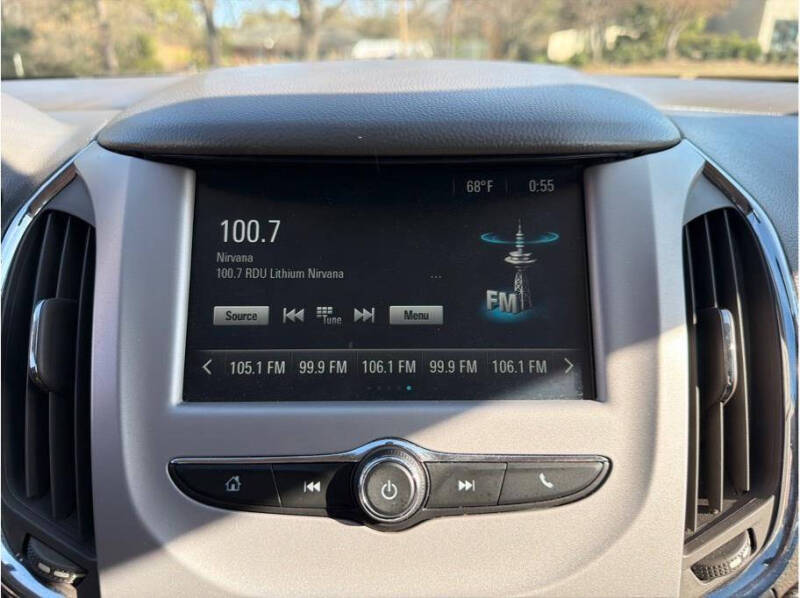 68°F 0:55
100.7
Nirvana
100.7 RDU Lithium Nirvana ...
Source Tune Menu
FM
105.1 FM 99.9 FM 106.1 FM 99.9 FM 106.1 FM